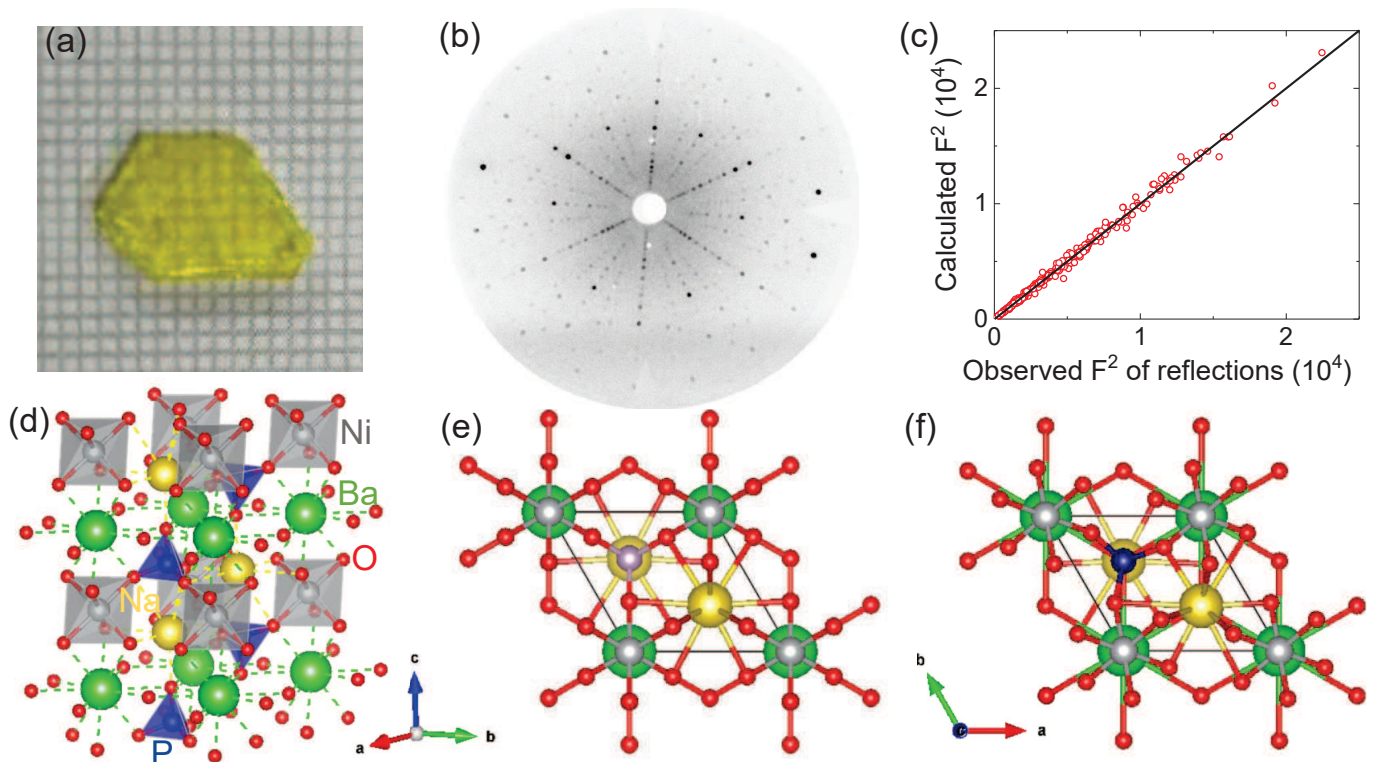 (a)
(b)
(c)
Calculated F² (10⁴)
2
1
0
0 1 2
Observed F² of reflections (10⁴)
(d)
Ni
Ba
O
Na
P
c
a
b
(e)
(f)
b
c
a